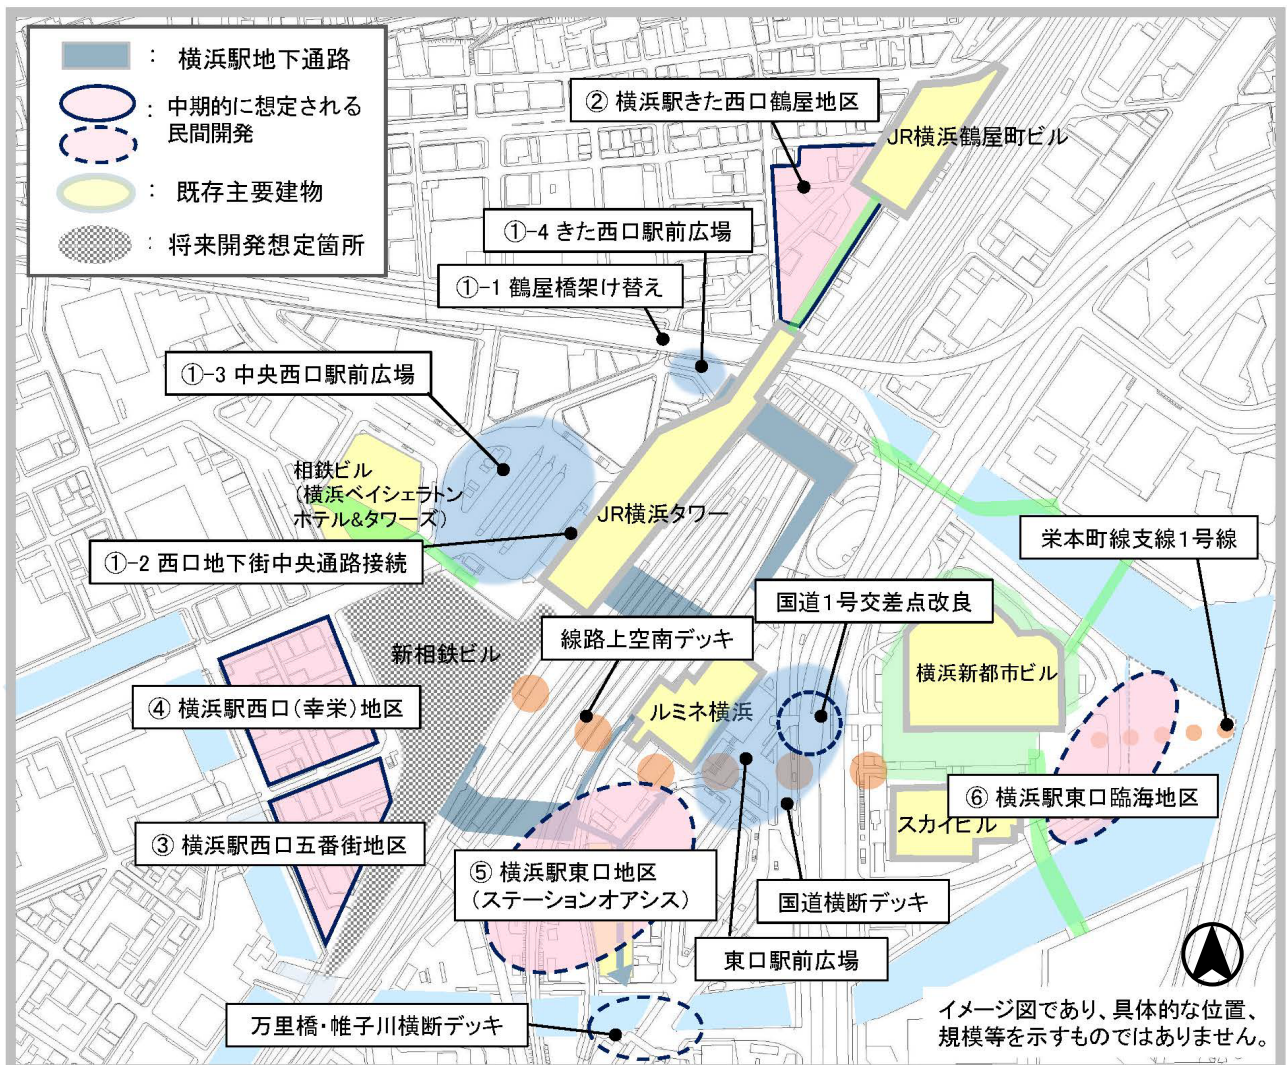 ： 横浜駅地下通路
： 中期的に想定される
民間開発
： 既存主要建物
： 将来開発想定箇所
② 横浜駅きた西口鶴屋地区
JR横浜鶴屋町ビル
①-4 きた西口駅前広場
①-1 鶴屋橋架け替え
①-3 中央西口駅前広場
相鉄ビル
（横浜ベイシェラトン
ホテル&タワーズ）
JR横浜タワー
①-2 西口地下街中央通路接続
栄本町線支線1号線
国道1号交差点改良
線路上空南デッキ
新相鉄ビル
横浜新都市ビル
④ 横浜駅西口(幸栄)地区
ルミネ横浜
⑥ 横浜駅東口臨海地区
スカイビル
③ 横浜駅西口五番街地区
⑤ 横浜駅東口地区
(ステーションオアシス)
国道横断デッキ
東口駅前広場
万里橋・帷子川横断デッキ
イメージ図であり、具体的な位置、
規模等を示すものではありません。